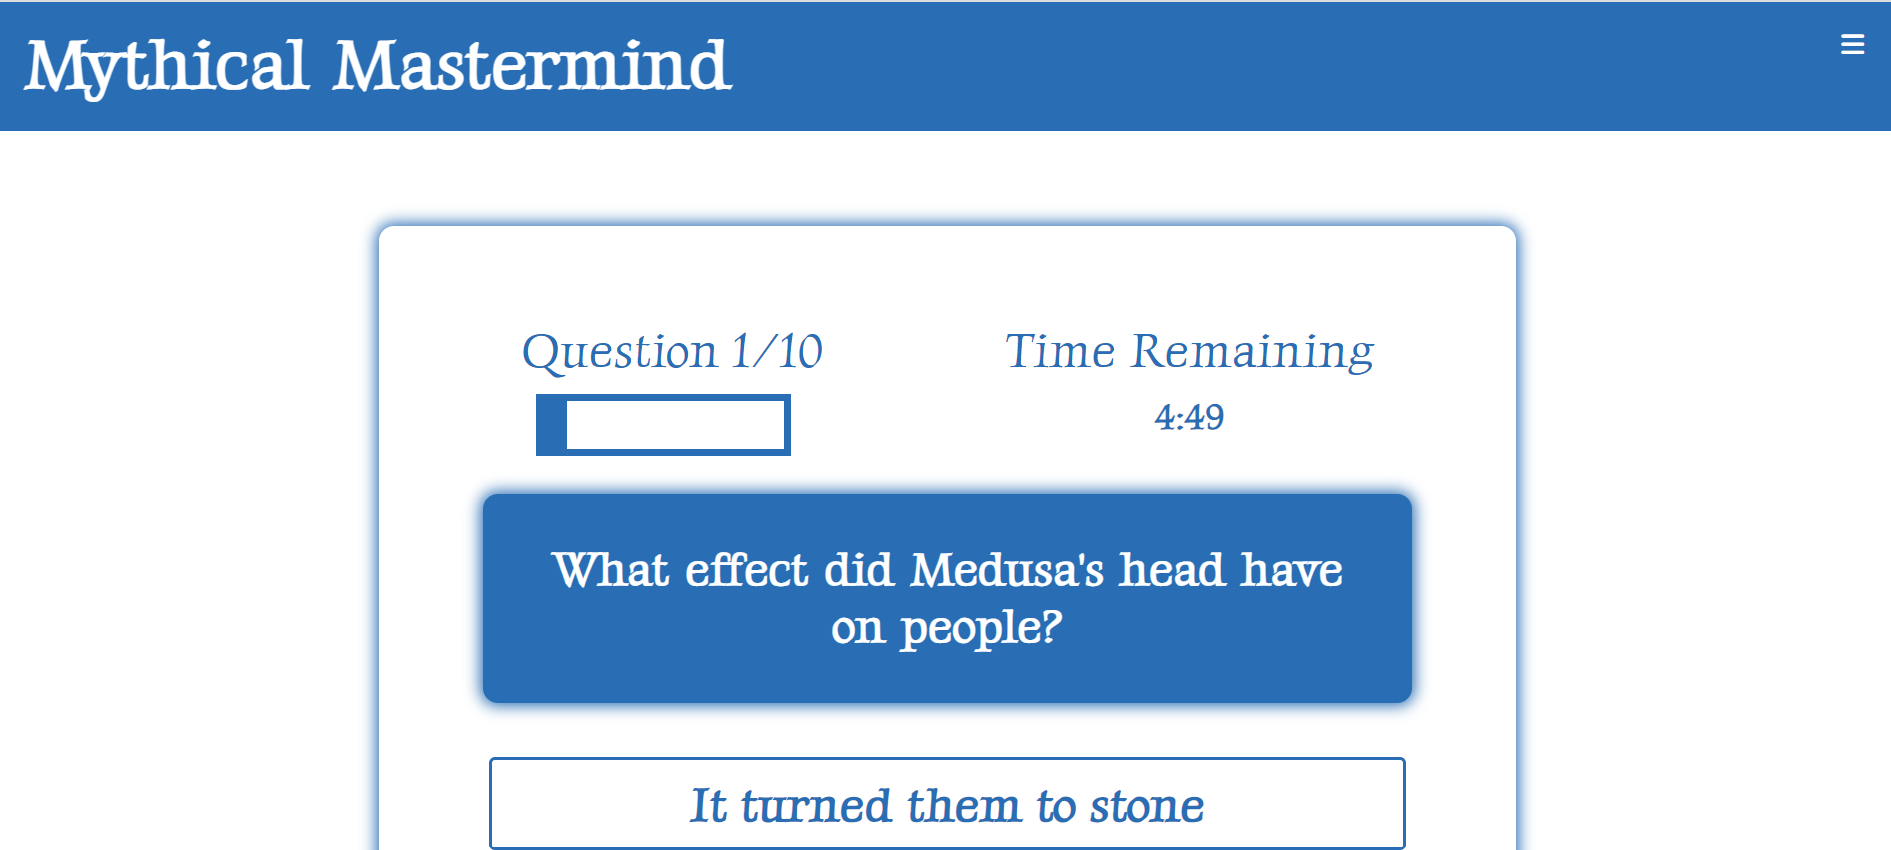 Mythical Mastermind
Question 1/10
Time Remaining
4:49
What effect did Medusa's head have
on people?
It turned them to stone